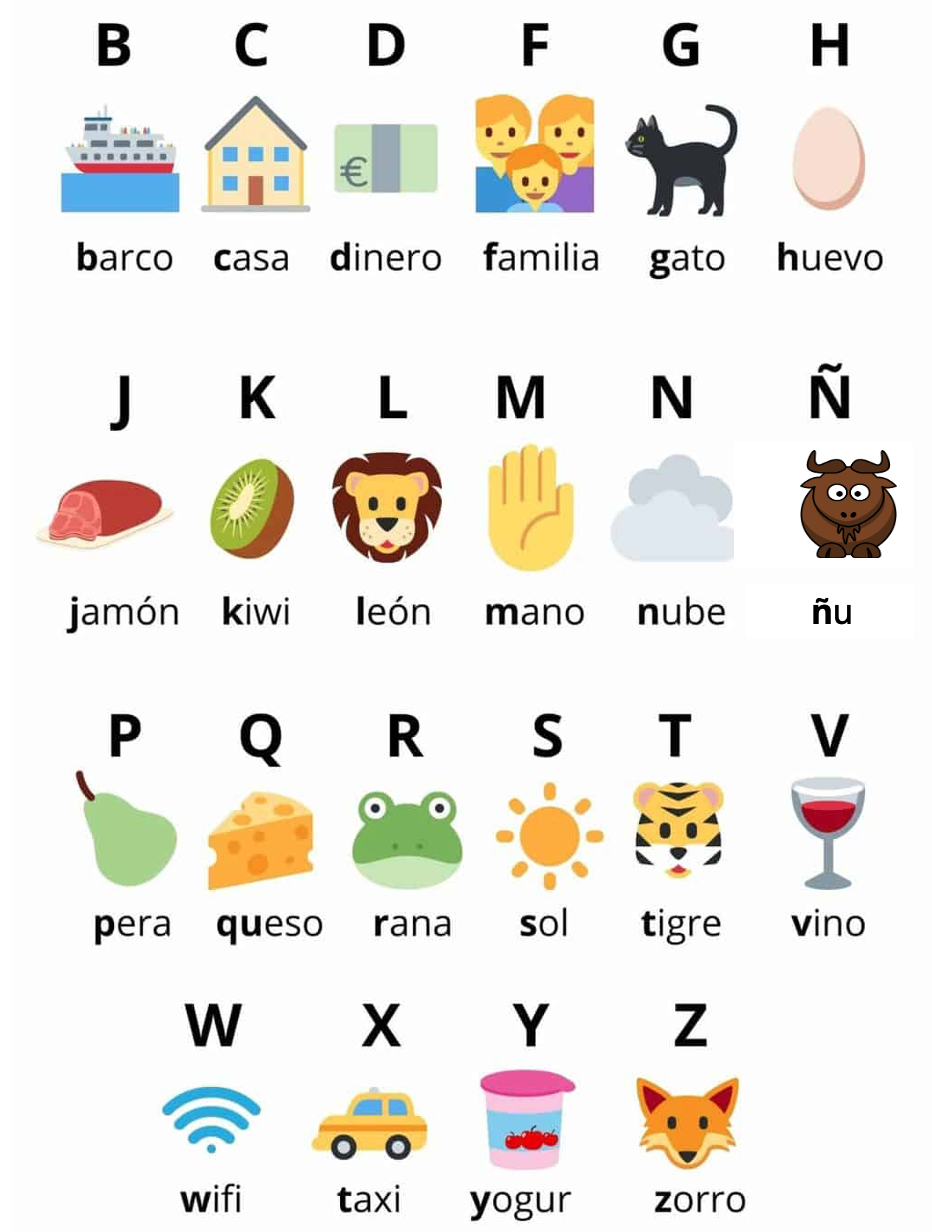 B C D F G H
€
barco casa dinero familia gato huevo
J K L M N Ñ
jamón kiwi león mano nube ñu
P Q R S T V
pera queso rana sol tigre vino
W X Y Z
wifi taxi yogur zorro